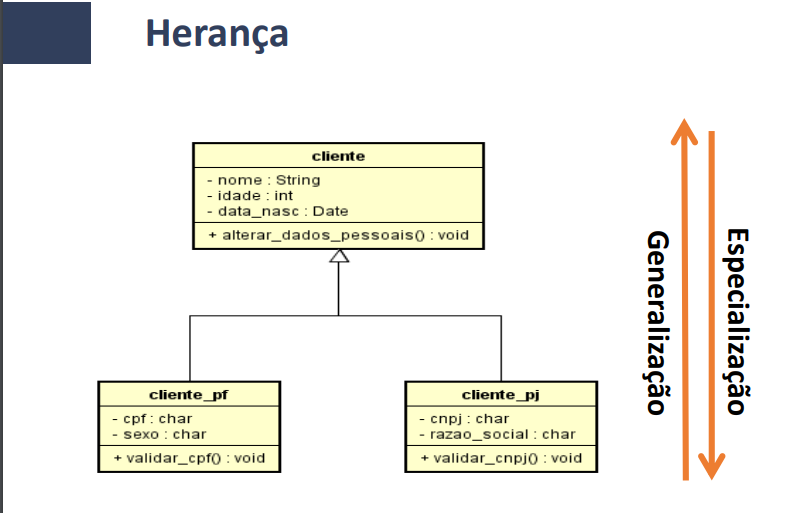 Herança
cliente
- nome : String
- idade : int
- data_nasc : Date
+ alterar_dados_pessoais() : void
cliente_pf
- cpf : char
- sexo : char
+ validar_cpf() : void
cliente_pj
- cnpj : char
- razao_social : char
+ validar_cnpj() : void
Generalização
Especialização